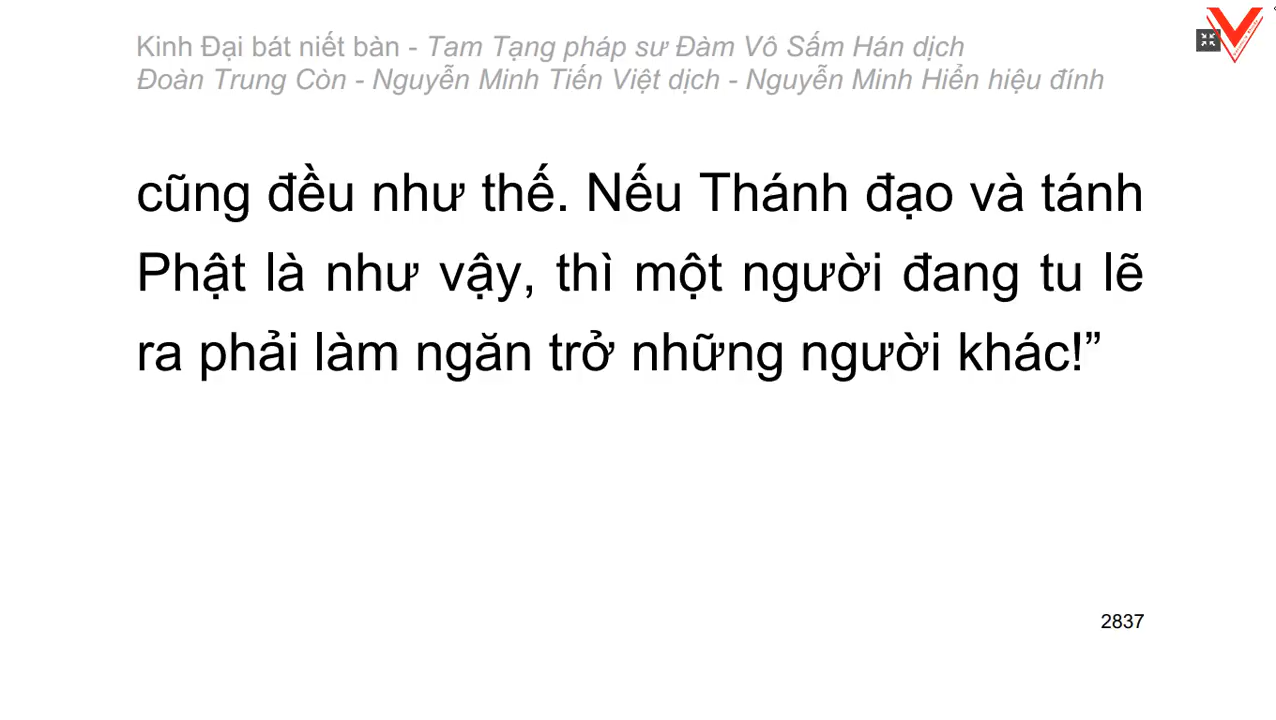 Kinh Đại bát niết bàn - Tam Tạng pháp sư Đàm Vô Sấm Hán dịch
Đoàn Trung Còn - Nguyễn Minh Tiến Việt dịch - Nguyễn Minh Hiển hiệu đính
cũng đều như thế. Nếu Thánh đạo và tánh
Phật là như vậy, thì một người đang tu lẽ
ra phải làm ngăn trở những người khác!”
2837